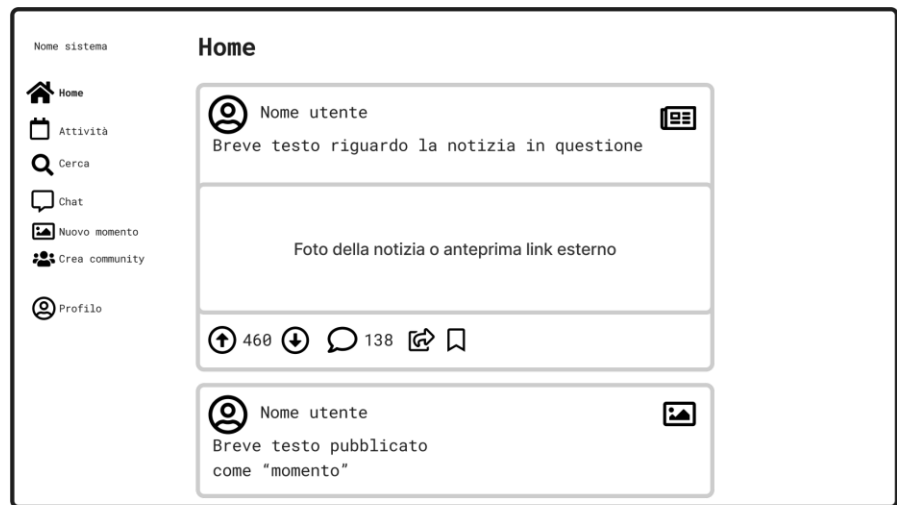 Nome sistema
Home
Attività
Cerca
Chat
Nuovo momento
Crea community
Profilo
Home
Nome utente
Breve testo riguardo la notizia in questione
Foto della notizia o anteprima link esterno
460
138
Nome utente
Breve testo pubblicato
come “momento”